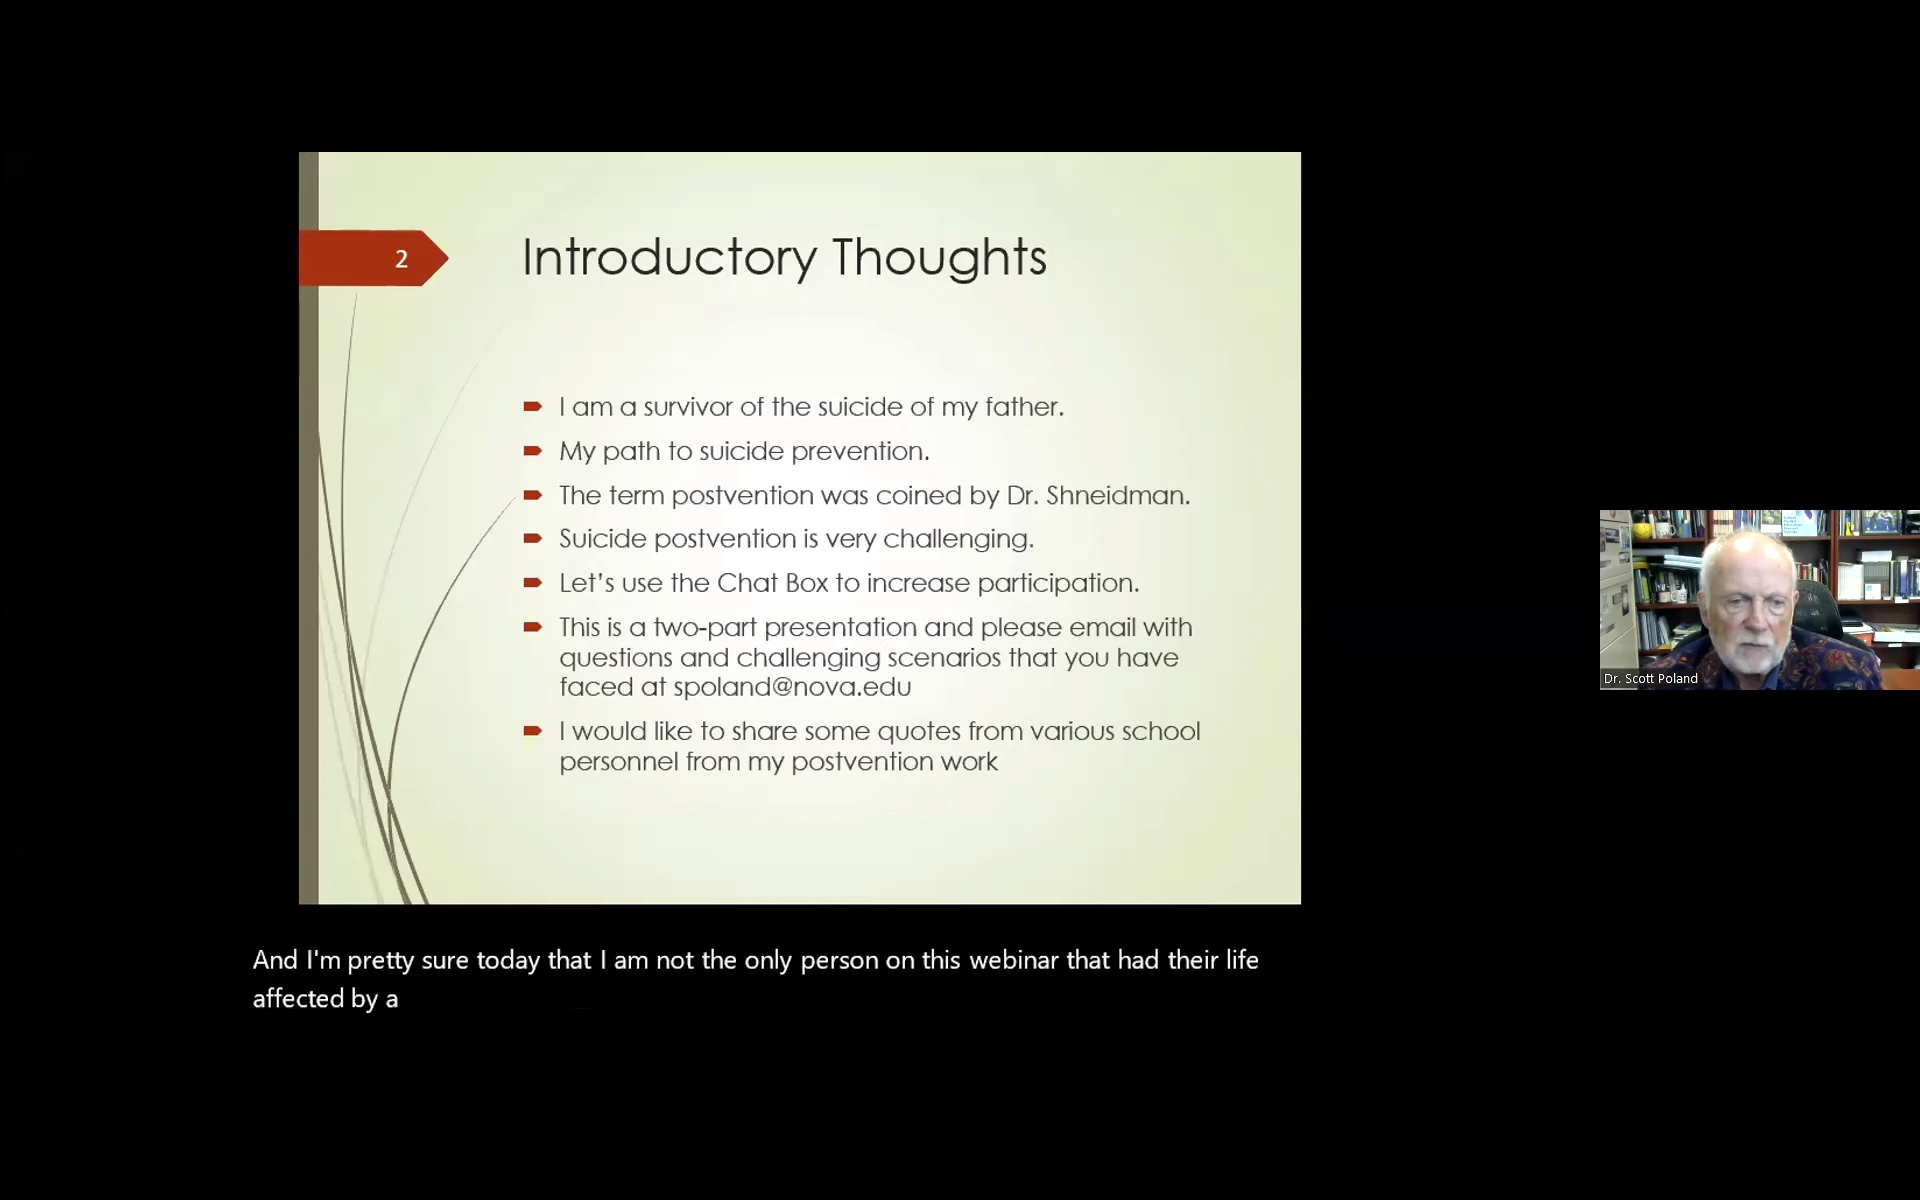 2
Introductory Thoughts
I am a survivor of the suicide of my father.
My path to suicide prevention.
The term postvention was coined by Dr. Shneidman.
Suicide postvention is very challenging.
Let's use the Chat Box to increase participation.
This is a two-part presentation and please email with
questions and challenging scenarios that you have
faced at spoland@nova.edu
I would like to share some quotes from various school
personnel from my postvention work
Dr. Scott Poland
And I'm pretty sure today that I am not the only person on this webinar that had their life
affected by a